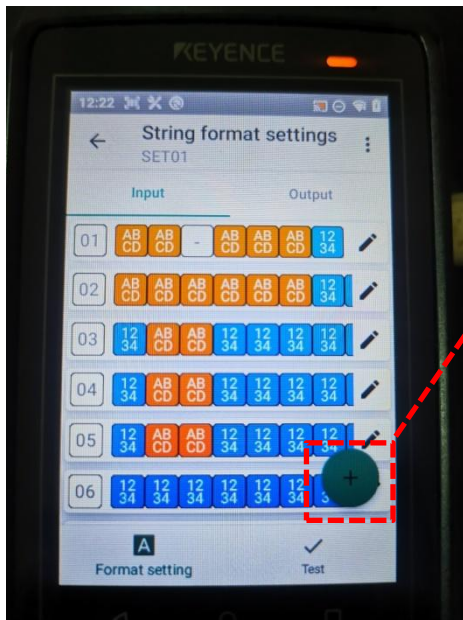 KEYENCE
12:22
String format settings
SET01
Input Output
01 AB CD AB CD - AB CD AB CD AB CD 12 34
02 AB CD AB CD AB CD AB CD AB CD AB CD 12 34
03 12 34 AB CD AB CD 12 34 12 34 12 34 12 34
04 12 34 AB CD AB CD 12 34 12 34 12 34 12 34
05 12 34 AB CD AB CD 12 34 12 34 12 34 12 34
06 12 34 12 34 12 34 12 34 12 34 12 34
+
A
Format setting Test